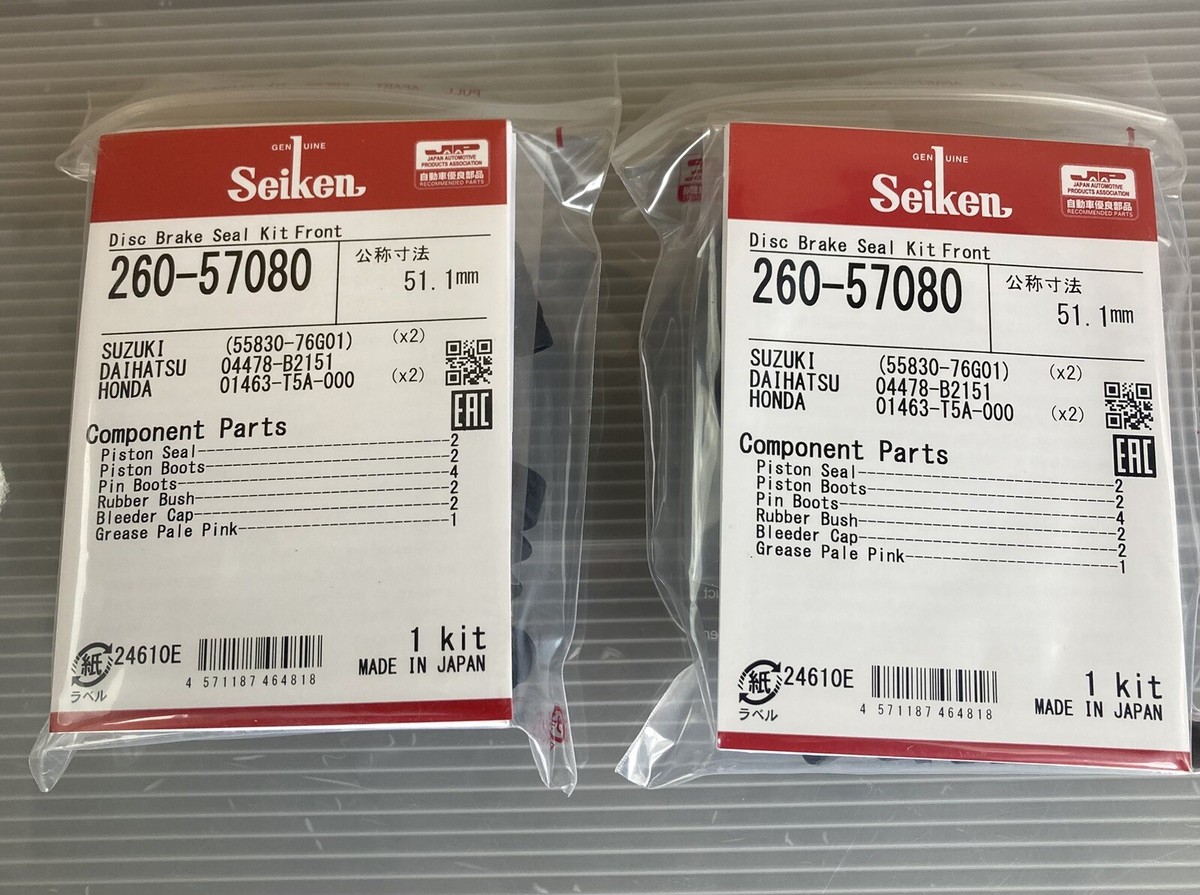 GENUINE
Seiken
JAP
JAPAN AUTOMOTIVE
PRODUCTS ASSOCIATION
自動車優良部品
RECOMMENDED PARTS
Disc Brake Seal Kit Front
260-57080
公称寸法
51.1mm
SUZUKI (55830-76G01) (x2)
DAIHATSU 04478-B2151
HONDA 01463-T5A-000 (x2)
EAC
Component Parts
Piston Seal 2
Piston Boots 2
Pin Boots 4
Rubber Bush 2
Bleeder Cap 2
Grease Pale Pink 1
紙
ラベル
24610E
4 571187 464818
1 kit
MADE IN JAPAN
GENUINE
Seiken
JAP
JAPAN AUTOMOTIVE
PRODUCTS ASSOCIATION
自動車優良部品
RECOMMENDED PARTS
Disc Brake Seal Kit Front
260-57080
公称寸法
51.1mm
SUZUKI (55830-76G01) (x2)
DAIHATSU 04478-B2151
HONDA 01463-T5A-000 (x2)
EAC
Component Parts
Piston Seal 2
Piston Boots 2
Pin Boots 4
Rubber Bush 2
Bleeder Cap 2
Grease Pale Pink 1
紙
ラベル
24610E
4 571187 464818
1 kit
MADE IN JAPAN